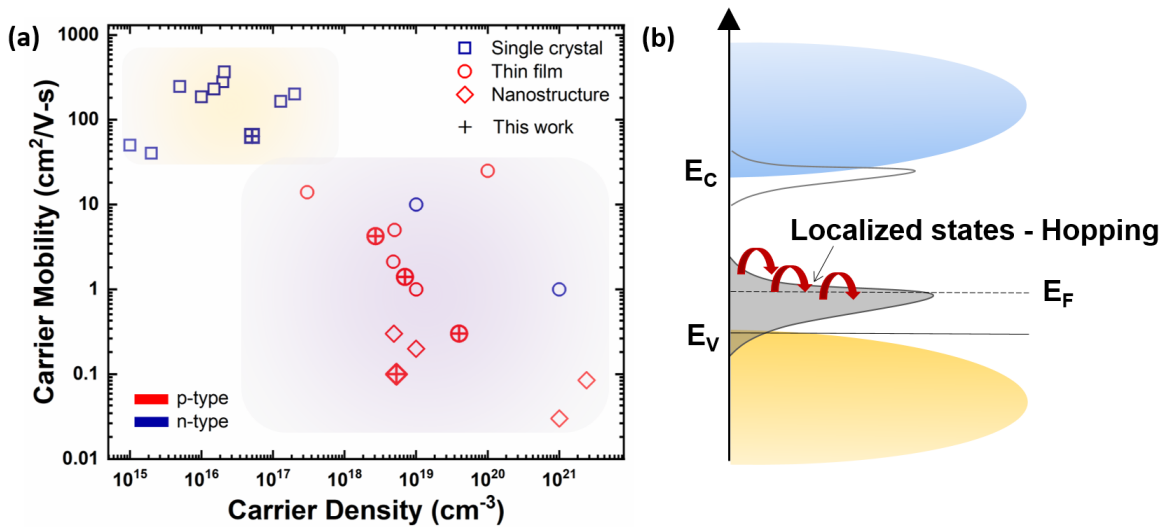 (a)
1000
100
10
1
0.1
0.01
Carrier Mobility (cm²/V-s)
Single crystal
Thin film
Nanostructure
This work
p-type
n-type
10¹⁵ 10¹⁶ 10¹⁷ 10¹⁸ 10¹⁹ 10²⁰ 10²¹
Carrier Density (cm⁻³)
(b)
E_C
Localized states - Hopping
E_F
E_V